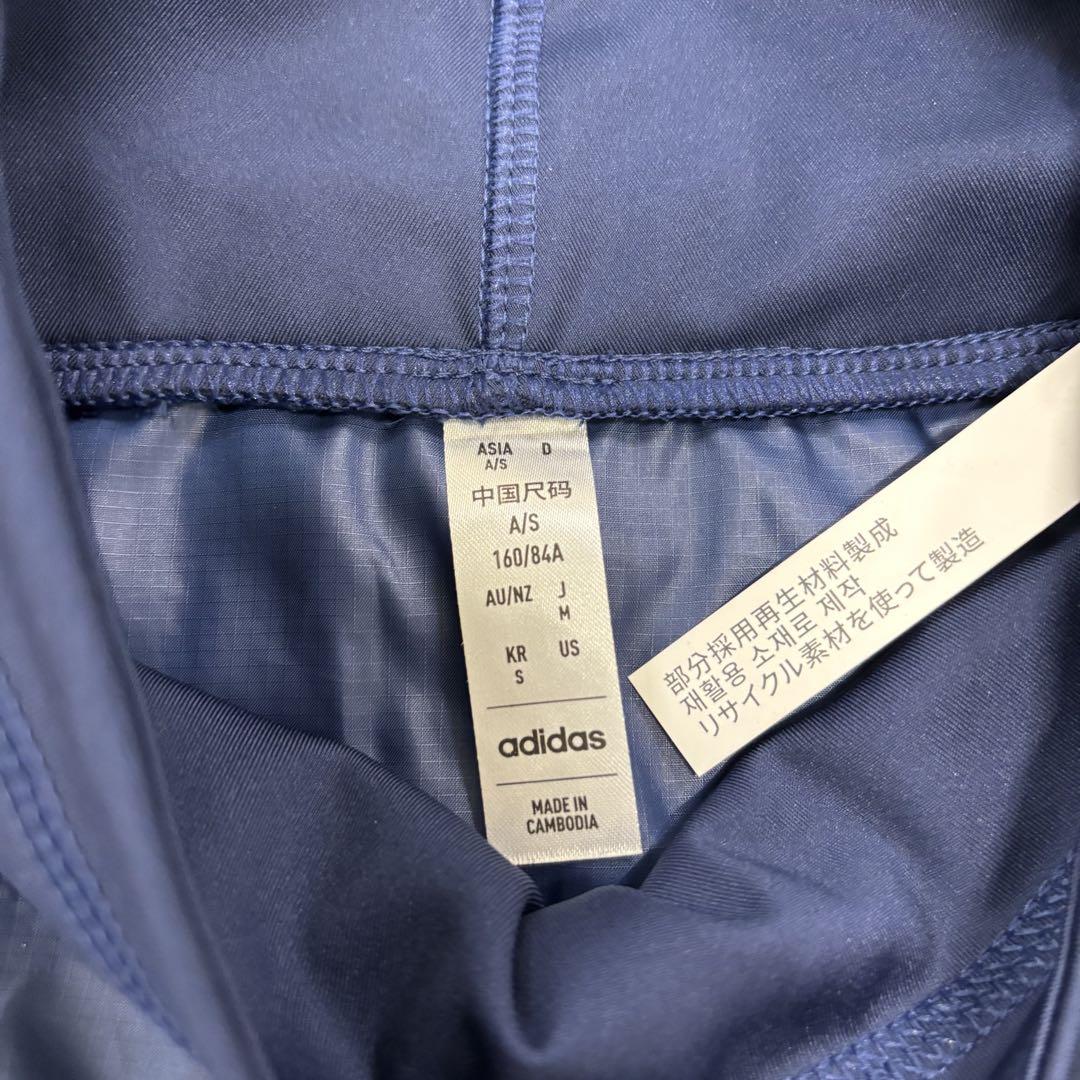 ASIA D
A/S
中国尺码
A/S
160/84A
AU/NZ J
M
KR US
S
adidas
MADE IN
CAMBODIA
部分採用再生材料製成
재활용 소재로 제작
リサイクル素材を使って製造